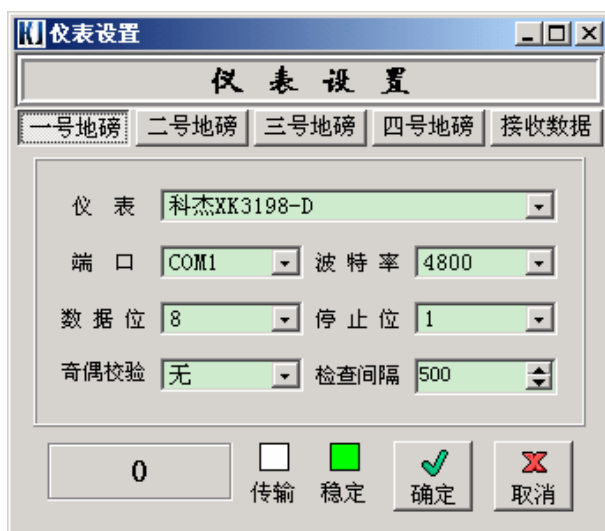 仪表设置
仪表设置
一号地磅 二号地磅 三号地磅 四号地磅 接收数据
仪表 科杰XK3198-D
端口 COM1 波特率 4800
数据位 8 停止位 1
奇偶校验 无 检查间隔 500
0 传输 稳定 确定 取消